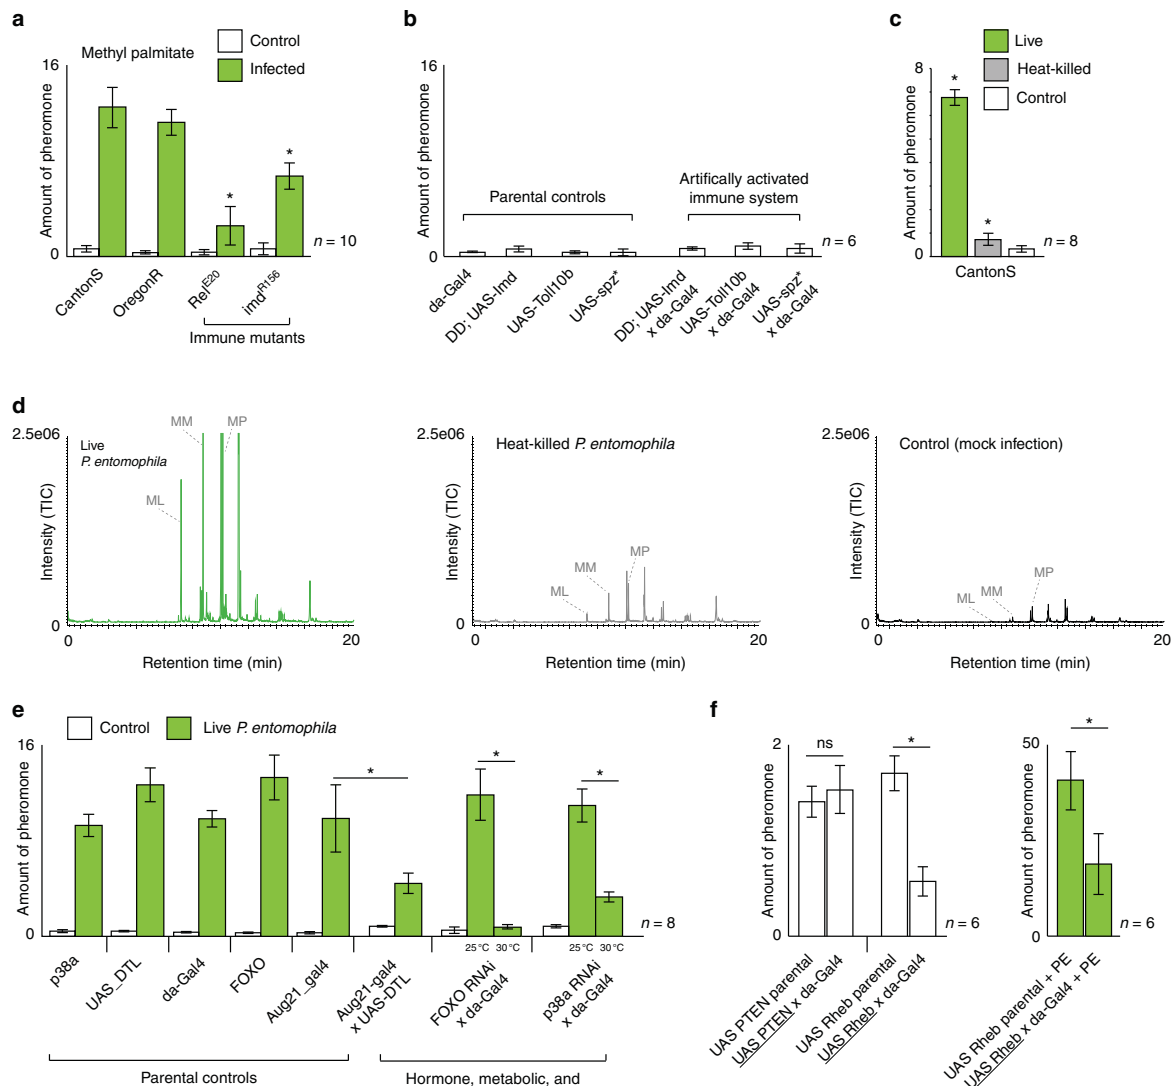 a
Methyl palmitate
Control
Infected
Amount of pheromone
16
0
*
*
n = 10
CantonS
OregonR
Rel^E20
imd^R156
Immune mutants
b
Amount of pheromone
16
0
Parental controls
Artifically activated
immune system
n = 6
da-Gal4
DD; UAS-Imd
UAS-Toll10b
UAS-spz*
DD; UAS-Imd
x da-Gal4
UAS-Toll10b
x da-Gal4
UAS-spz*
x da-Gal4
c
Live
Heat-killed
Control
Amount of pheromone
8
0
*
*
n = 8
CantonS
d
2.5e06
Live
P. entomophila
MM
MP
ML
Intensity (TIC)
0
0
20
Retention time (min)
2.5e06
Heat-killed P. entomophila
MM
MP
ML
Intensity (TIC)
0
0
20
Retention time (min)
2.5e06
Control (mock infection)
ML
MM
MP
Intensity (TIC)
0
0
20
Retention time (min)
e
Control
Live P. entomophila
Amount of pheromone
16
0
*
*
*
25 °C
30 °C
25 °C
30 °C
n = 8
p38a
UAS_DTL
da-Gal4
FOXO
Aug21_gal4
Aug21-gal4
x UAS-DTL
FOXO RNAi
x da-Gal4
p38a RNAi
x da-Gal4
Parental controls
Hormone, metabolic, and
f
Amount of pheromone
2
0
ns
*
n = 6
UAS PTEN parental
UAS PTEN x da-Gal4
UAS Rheb parental
UAS Rheb x da-Gal4
Amount of pheromone
50
0
*
n = 6
UAS Rheb parental + PE
UAS Rheb x da-Gal4 + PE